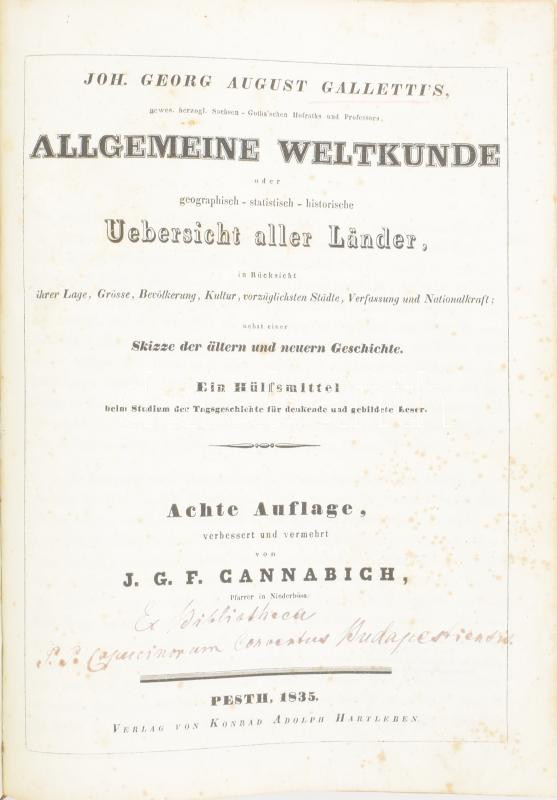 JOH. GEORG AUGUST GALLETTI'S,
gewes. herzogl. Sachsen-Gotha'schen Hofraths und Professors,
ALLGEMEINE WELTKUNDE
oder
geographisch-statistisch-historische
Uebersicht aller Länder,
in Rücksicht
ihrer Lage, Grösse, Bevölkerung, Kultur, vorzüglichsten Städte, Verfassung und Nationalkraft;
nebst einer
Skizze der ältern und neuern Geschichte.
Ein Hülfsmittel
beim Studium der Tagsgeschichte für denkende und gebildete Leser.
Achte Auflage,
verbessert und vermehrt
von
J. G. F. CANNABICH,
Pfarrer in Niederbösa.
Ex Bibliotheca
P. P. Capucinorum Conventus Budapestiensis.
PESTH, 1835.
VERLAG VON KONRAD ADOLPH HARTLEBEN.